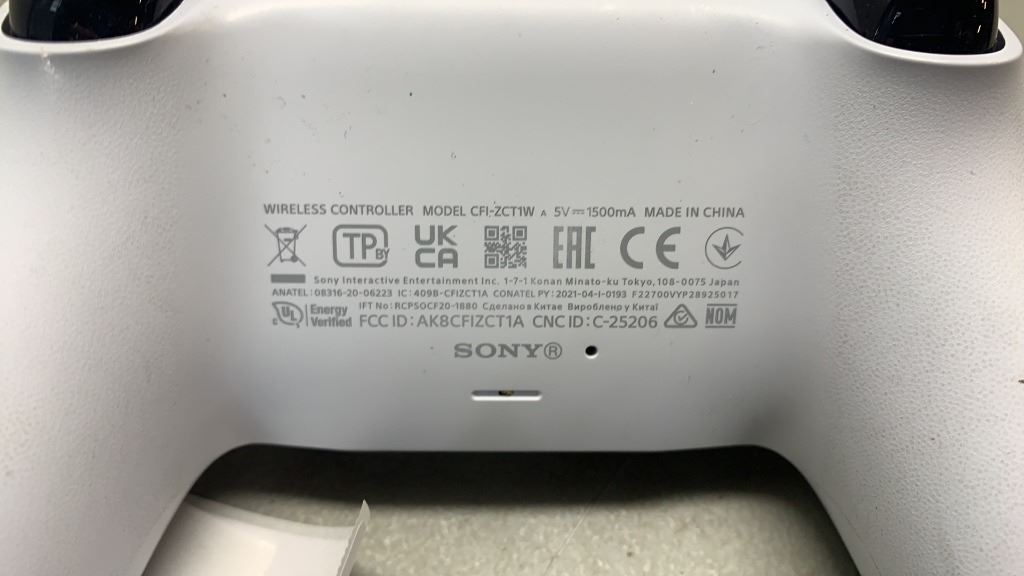 WIRELESS CONTROLLER MODEL CFI-ZCT1W A 5V⎓1500mA MADE IN CHINA
TP BY UK CA EAC CE
Sony Interactive Entertainment Inc. 1-7-1 Konan Minato-ku Tokyo, 108-0075 Japan
ANATEL:08316-20-06223 IC:409B-CFIZCT1A CONATEL PY:2021-04-I-0193 F22700VYP28925017
IFT No:RCPSOCF20-1880 Сделано в Китае Вироблено у Китаї
c UL Energy Verified FCC ID:AK8CFIZCT1A CNC ID:C-25206 NOM
SONY®